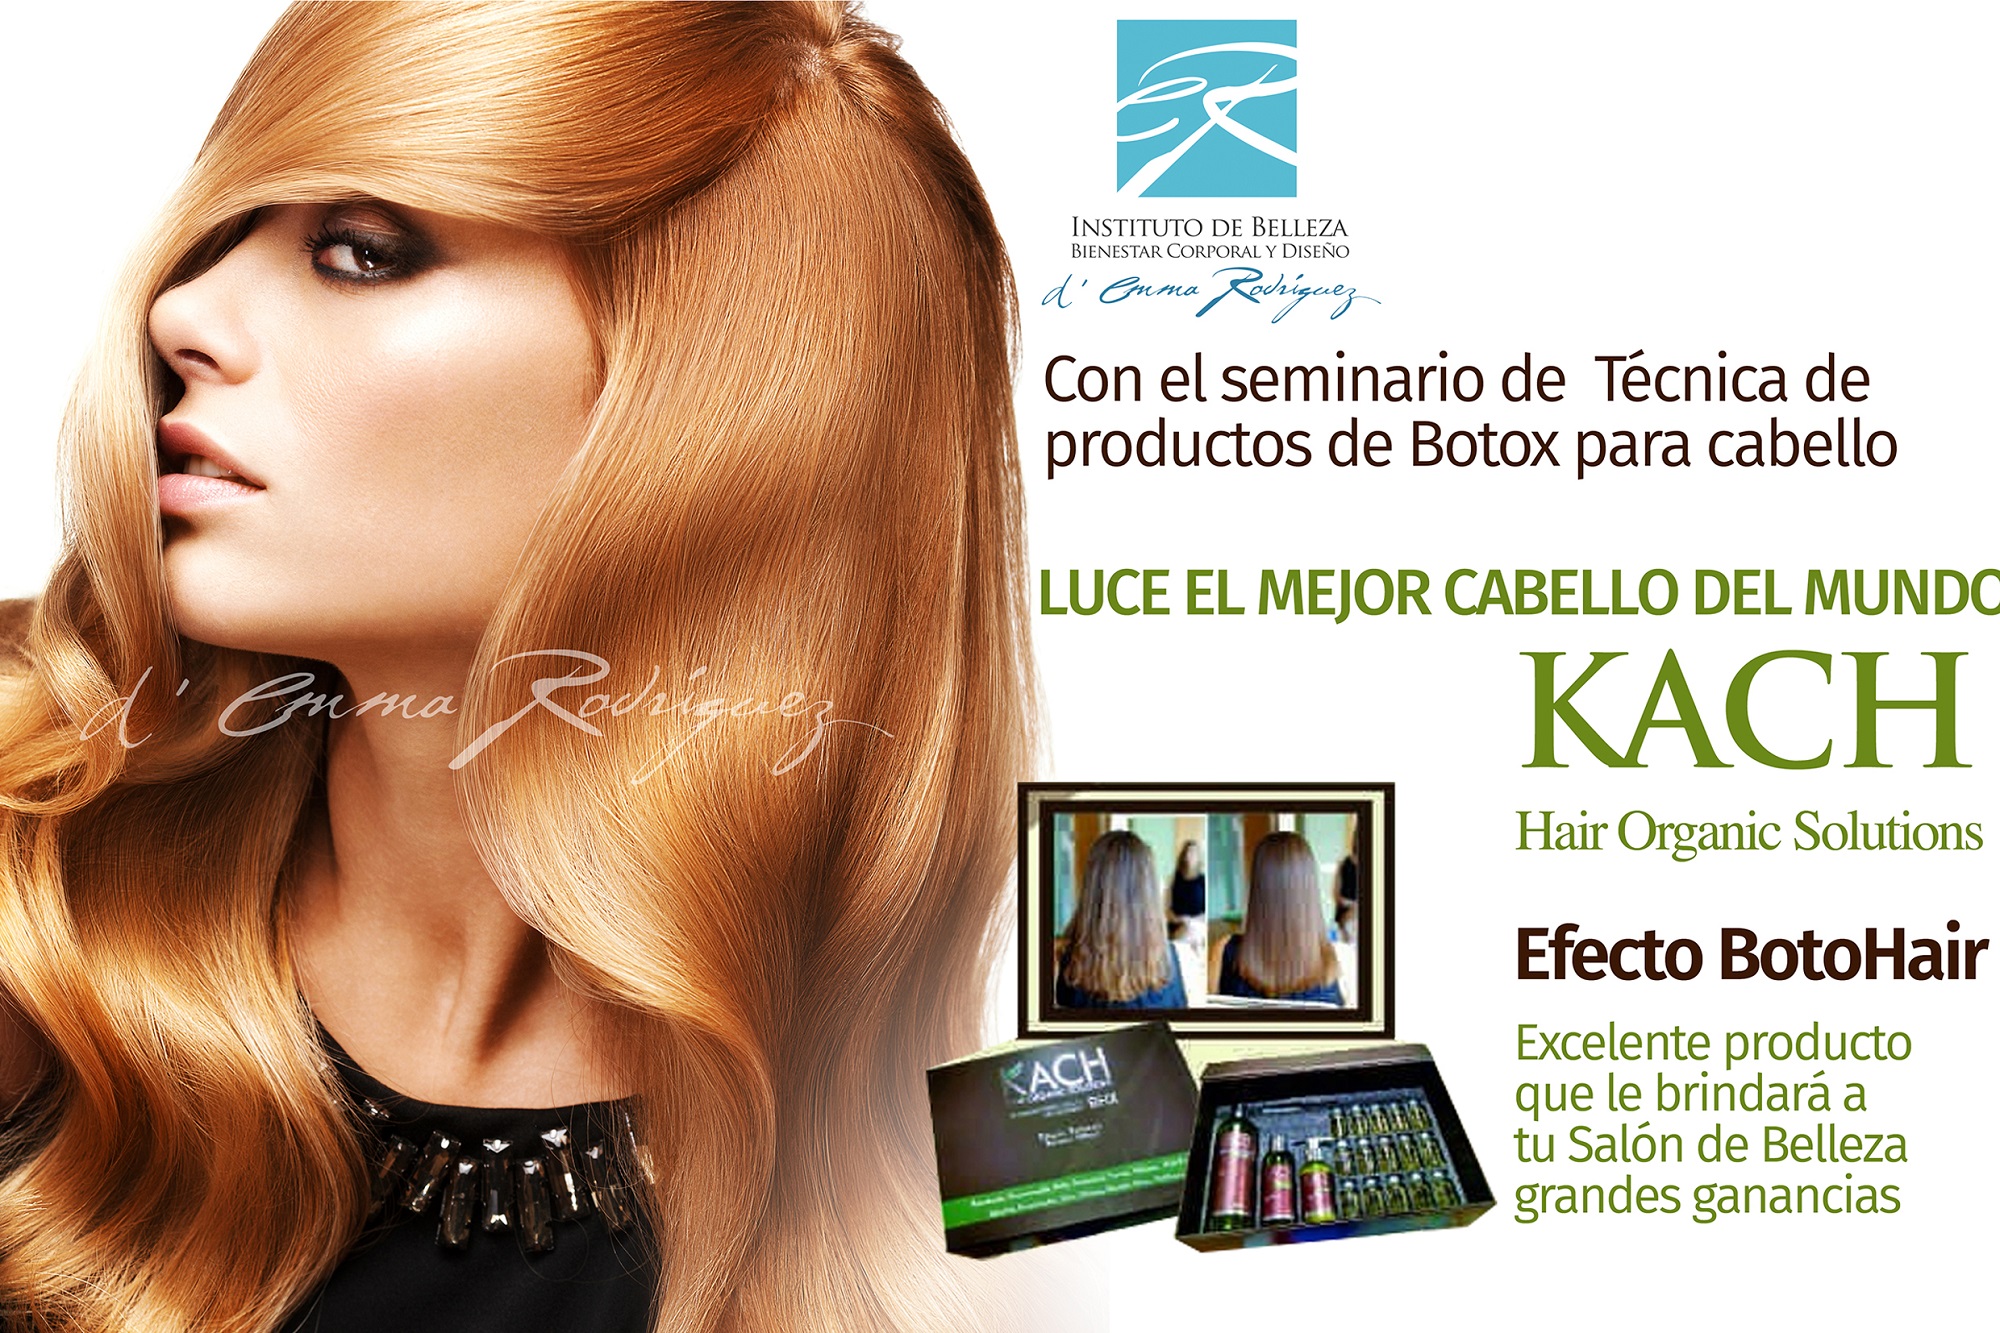 INSTITUTO DE BELLEZA
BIENESTAR CORPORAL Y DISEÑO
d' Emma Rodríguez
Con el seminario de Técnica de
productos de Botox para cabello
LUCE EL MEJOR CABELLO DEL MUNDO
KACH
Hair Organic Solutions
d' Emma Rodríguez
Efecto BotoHair
Excelente producto
que le brindará a
tu Salón de Belleza
grandes ganancias
KACH